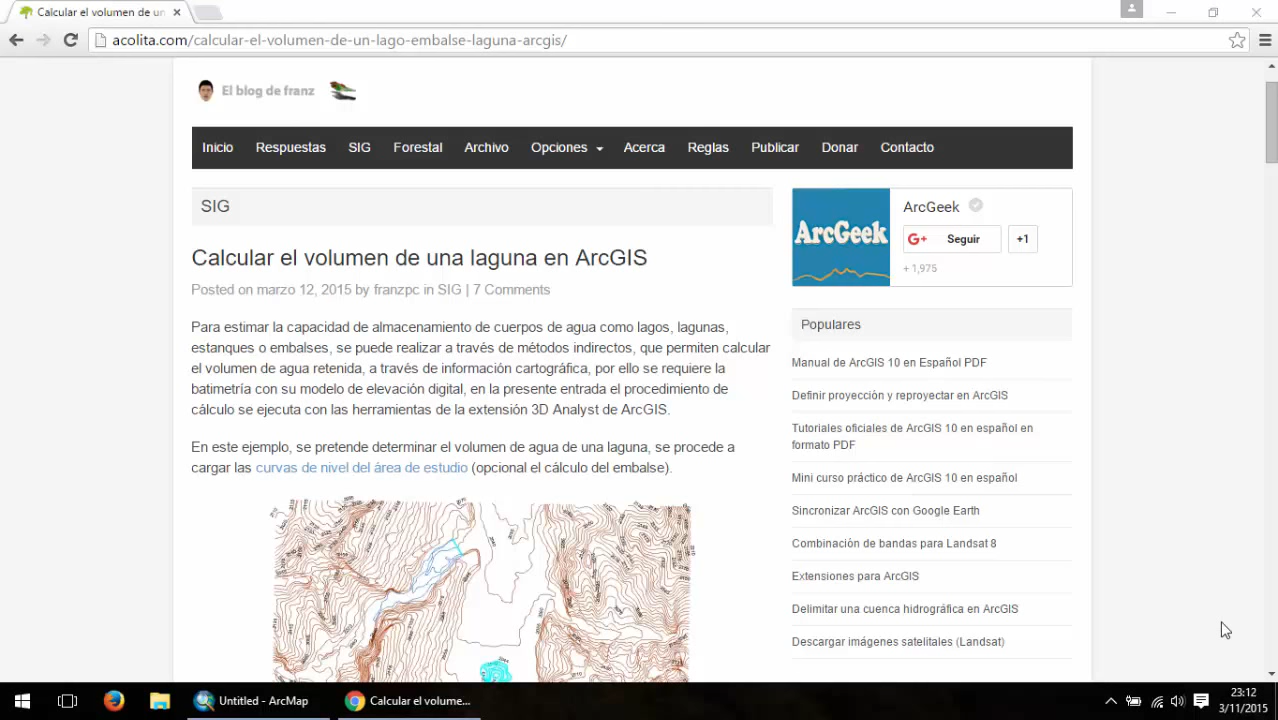 Calcular el volumen de un
acolita.com/calcular-el-volumen-de-un-lago-embalse-laguna-arcgis/
El blog de franz
Inicio Respuestas SIG Forestal Archivo Opciones Acerca Reglas Publicar Donar Contacto
SIG
Calcular el volumen de una laguna en ArcGIS
Posted on marzo 12, 2015 by franzpc in SIG | 7 Comments
Para estimar la capacidad de almacenamiento de cuerpos de agua como lagos, lagunas,
estanques o embalses, se puede realizar a través de métodos indirectos, que permiten calcular
el volumen de agua retenida, a través de información cartográfica, por ello se requiere la
batimetría con su modelo de elevación digital, en la presente entrada el procedimiento de
cálculo se ejecuta con las herramientas de la extensión 3D Analyst de ArcGIS.
En este ejemplo, se pretende determinar el volumen de agua de una laguna, se procede a
cargar las curvas de nivel del área de estudio (opcional el cálculo del embalse).
ArcGeek
ArcGeek
G+ Seguir +1
+ 1,975
Populares
Manual de ArcGIS 10 en Español PDF
Definir proyección y reproyectar en ArcGIS
Tutoriales oficiales de ArcGIS 10 en español en
formato PDF
Mini curso práctico de ArcGIS 10 en español
Sincronizar ArcGIS con Google Earth
Combinación de bandas para Landsat 8
Extensiones para ArcGIS
Delimitar una cuenca hidrográfica en ArcGIS
Descargar imágenes satelitales (Landsat)
Untitled - ArcMap
Calcular el volume...
23:12
3/11/2015